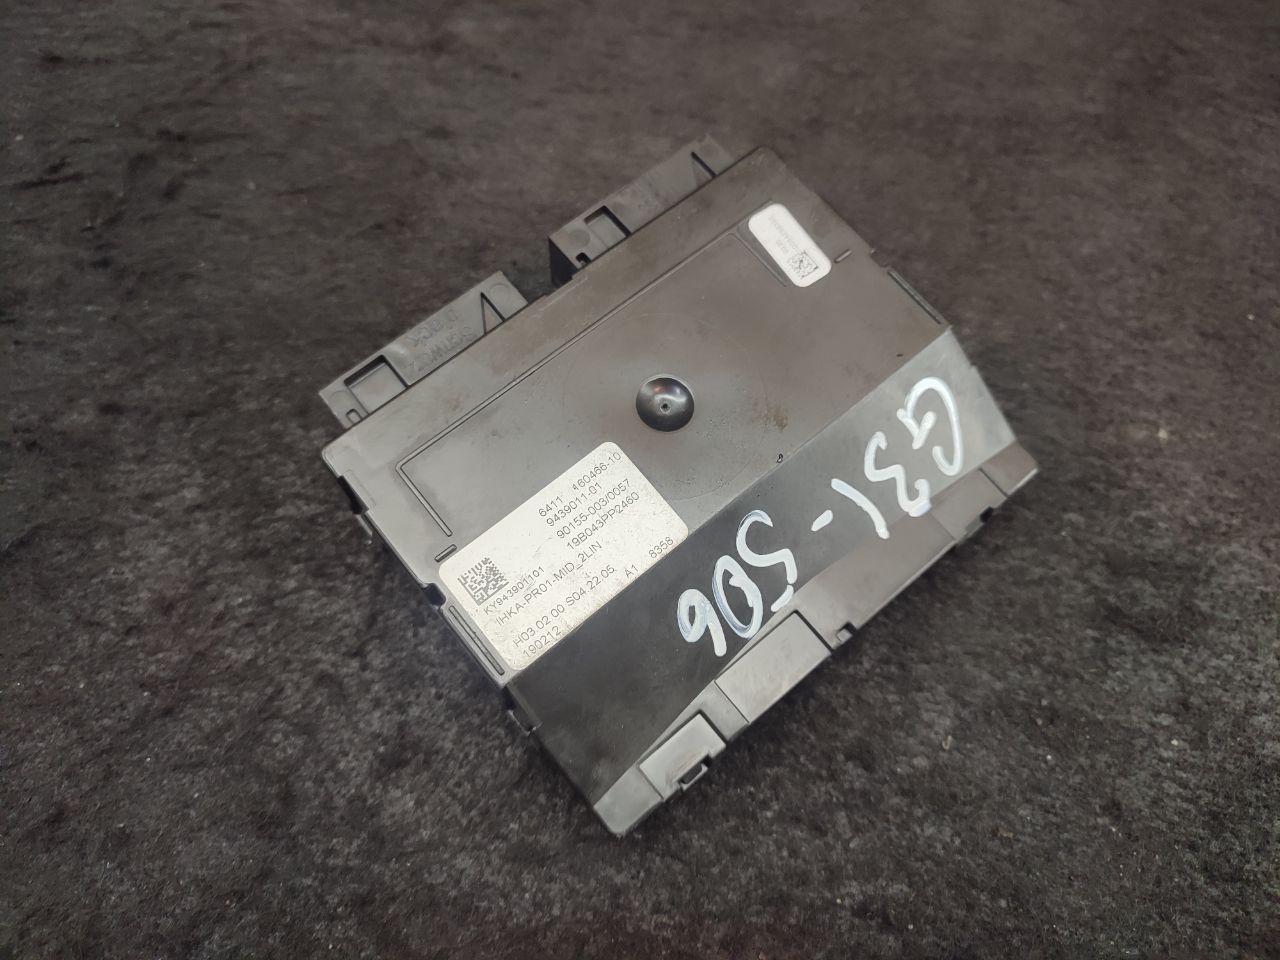 6411 160466-10
9439011-01
90155-003/0057
19B043PP2460
KY943901101
IHKA-PR01-MID_2LIN
8358
H03 02 00 S04 22 05 A1
190212
G31-506